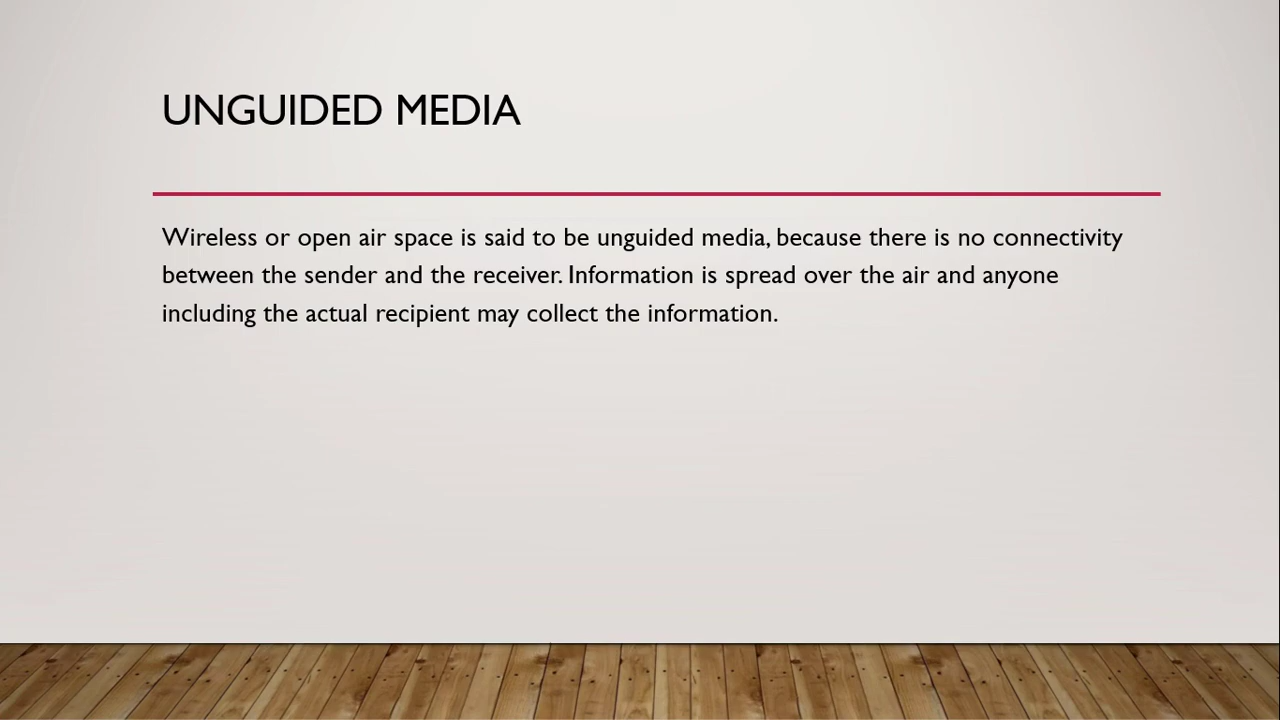 UNGUIDED MEDIA
Wireless or open air space is said to be unguided media, because there is no connectivity
between the sender and the receiver. Information is spread over the air and anyone
including the actual recipient may collect the information.